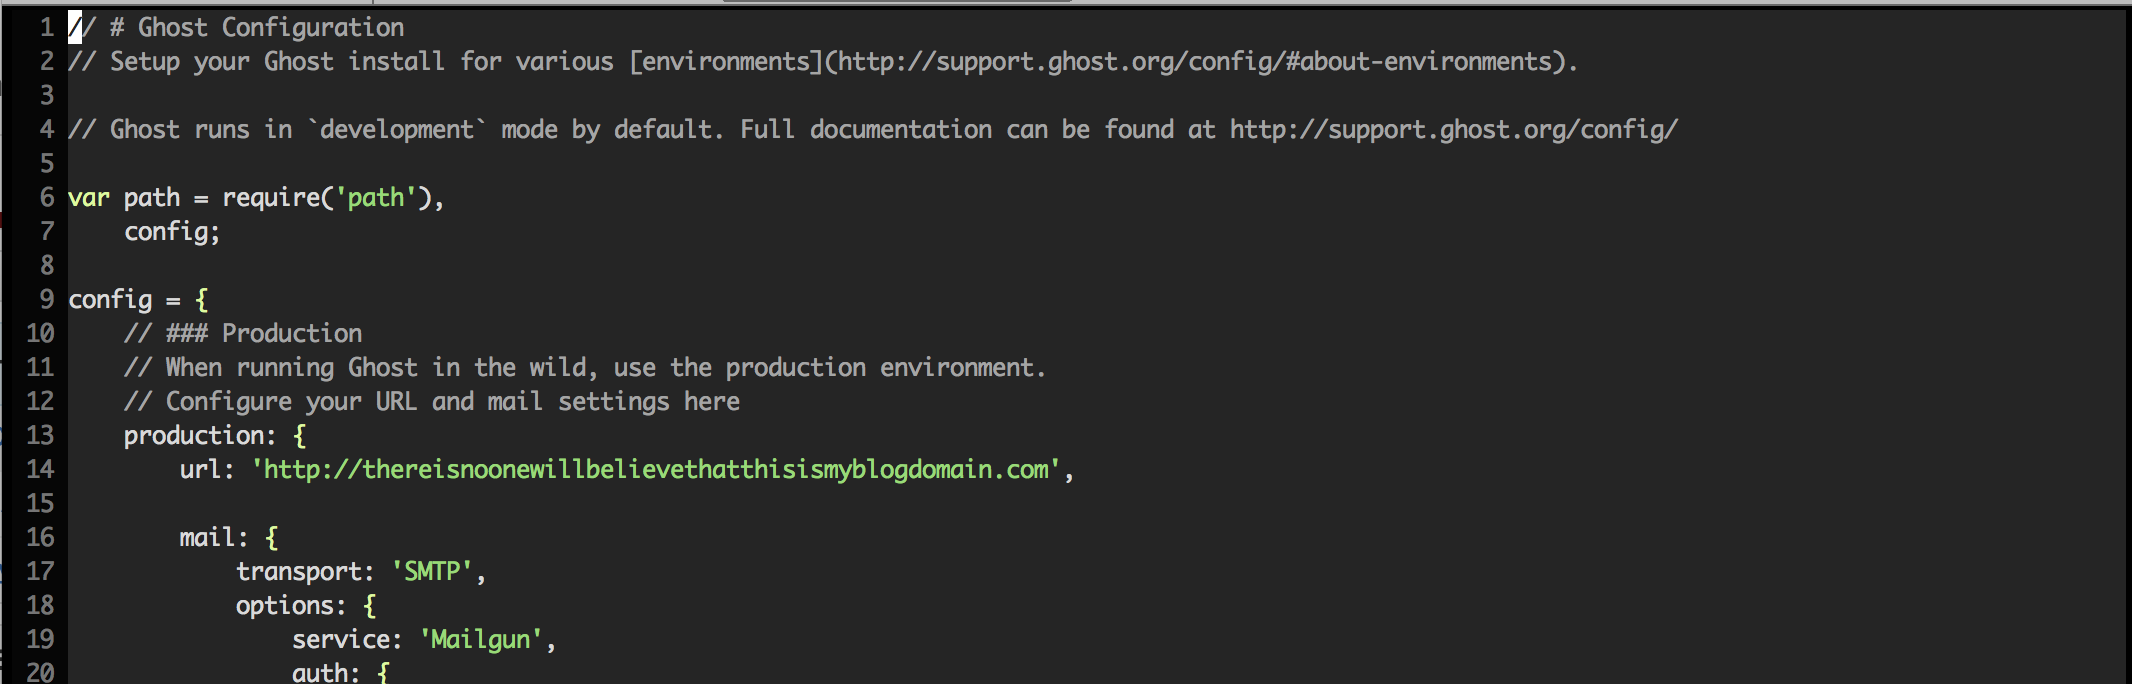 1 // # Ghost Configuration
2 // Setup your Ghost install for various [environments](http://support.ghost.org/config/#about-environments).
3
4 // Ghost runs in `development` mode by default. Full documentation can be found at http://support.ghost.org/config/
5
6 var path = require('path'),
7     config;
8
9 config = {
10     // ### Production
11     // When running Ghost in the wild, use the production environment.
12     // Configure your URL and mail settings here
13     production: {
14         url: 'http://thereisnoonewillbelievethatthisismyblogdomain.com',
15
16         mail: {
17             transport: 'SMTP',
18             options: {
19                 service: 'Mailgun',
20                 auth: {